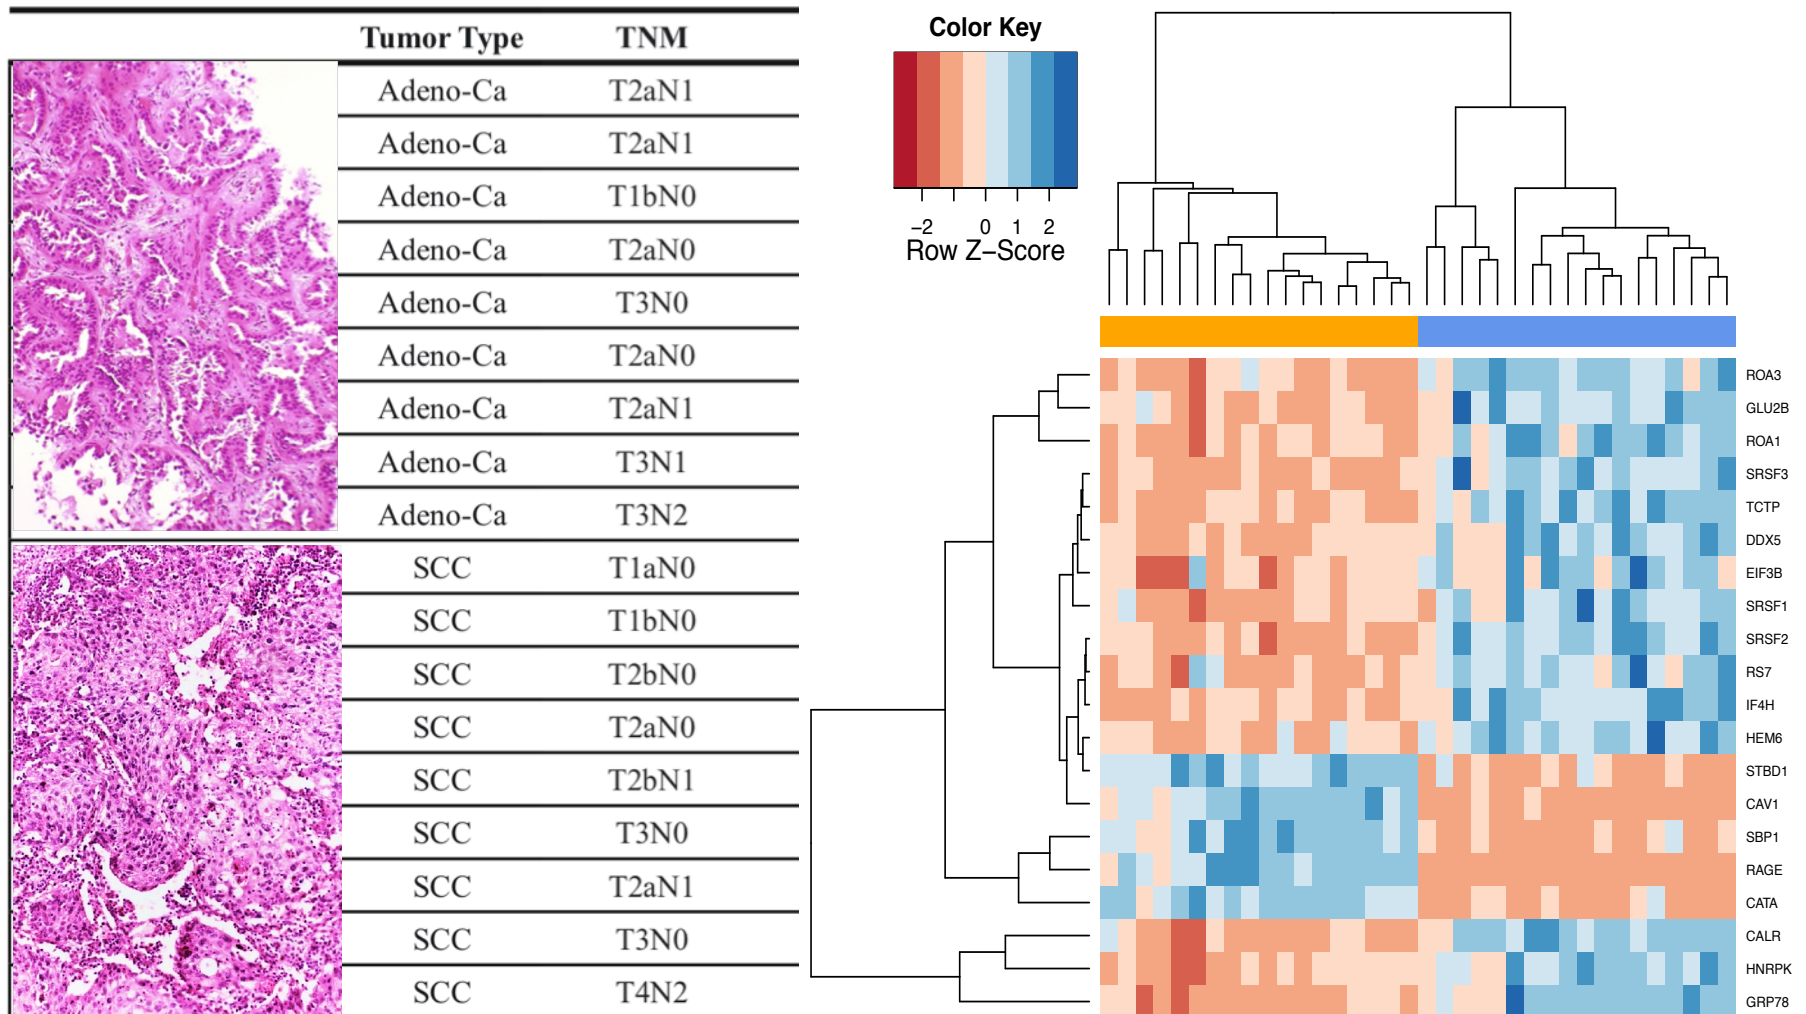 Tumor Type TNM
Adeno-Ca T2aN1
Adeno-Ca T2aN1
Adeno-Ca T1bN0
Adeno-Ca T2aN0
Adeno-Ca T3N0
Adeno-Ca T2aN0
Adeno-Ca T2aN1
Adeno-Ca T3N1
Adeno-Ca T3N2
SCC T1aN0
SCC T1bN0
SCC T2bN0
SCC T2aN0
SCC T2bN1
SCC T3N0
SCC T2aN1
SCC T3N0
SCC T4N2
Color Key
−2 0 1 2
Row Z−Score
ROA3
GLU2B
ROA1
SRSF3
TCTP
DDX5
EIF3B
SRSF1
SRSF2
RS7
IF4H
HEM6
STBD1
CAV1
SBP1
RAGE
CATA
CALR
HNRPK
GRP78